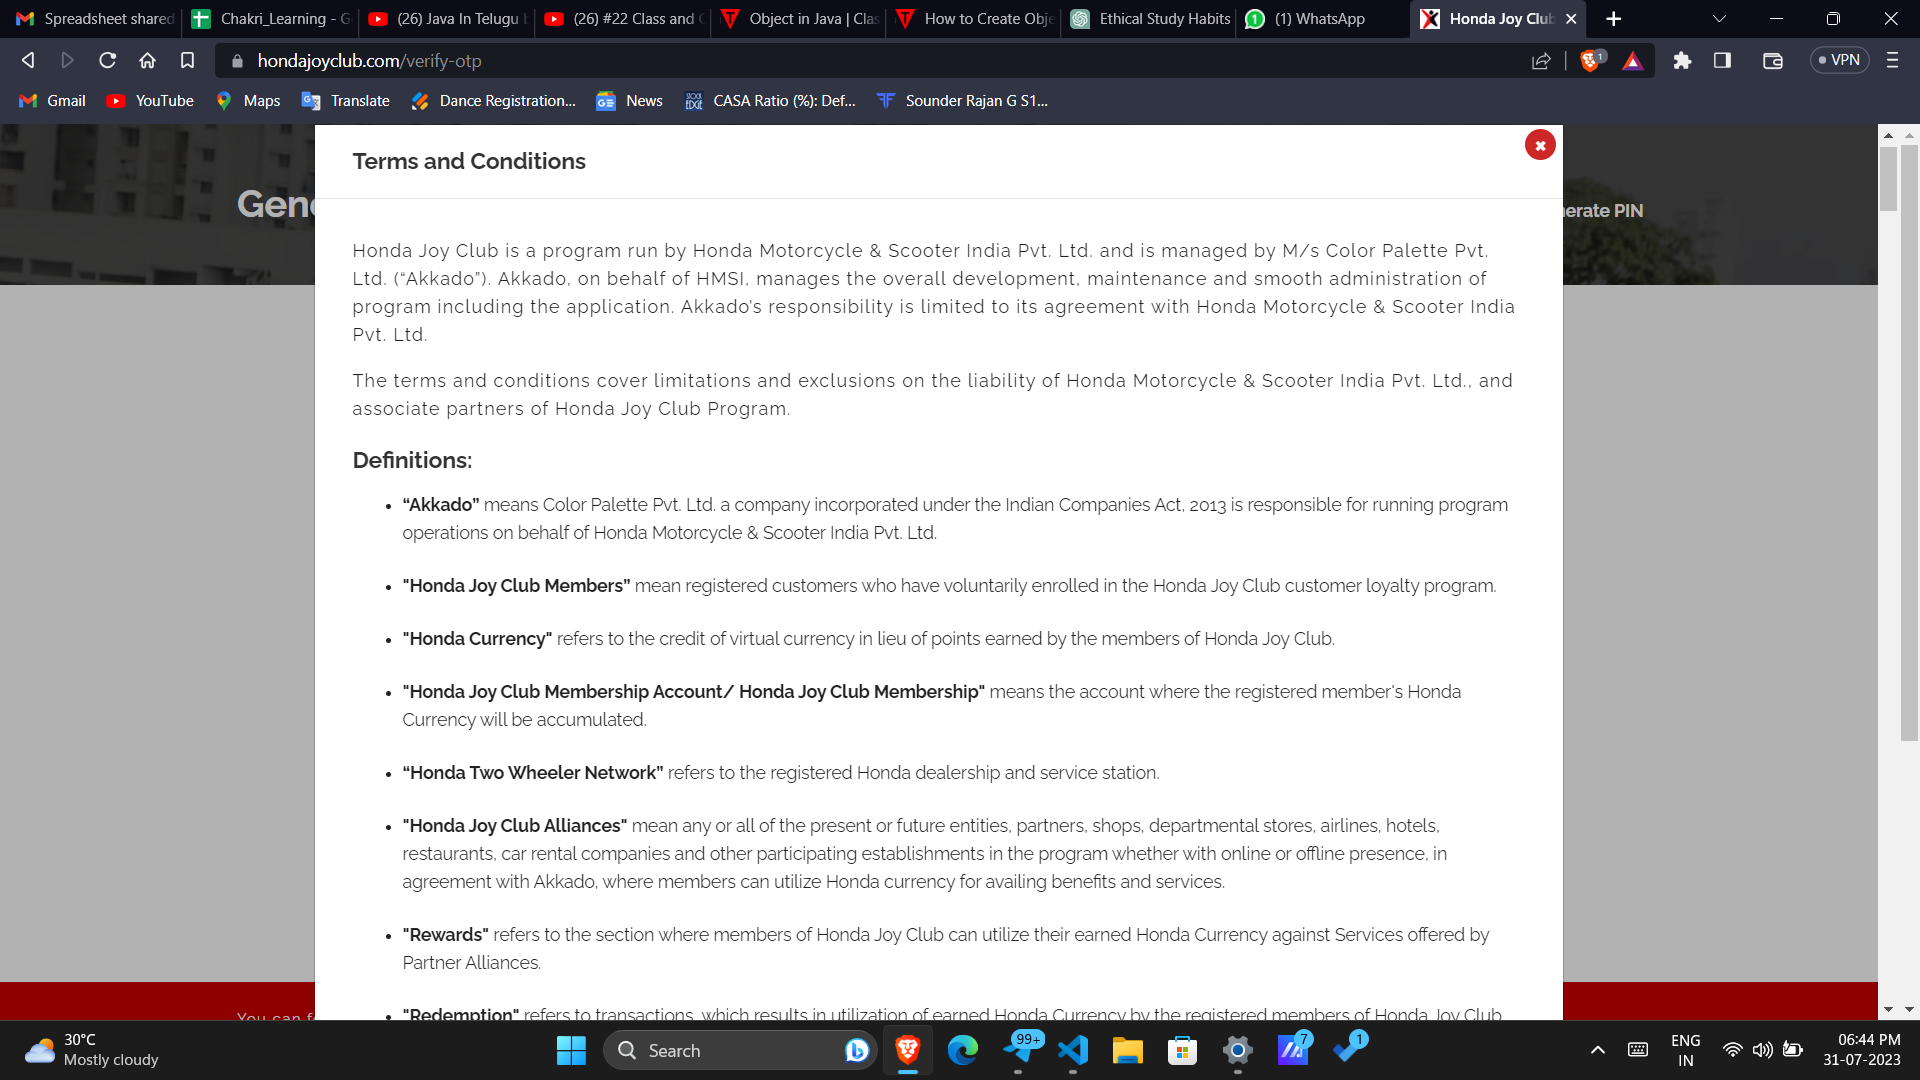 Spreadsheet shared
Chakri_Learning - G
(26) Java In Telugu
(26) #22 Class and
Object in Java | Clas
How to Create Obje
Ethical Study Habits
(1) WhatsApp
Honda Joy Club
hondajoyclub.com/verify-otp
VPN
Gmail
YouTube
Maps
Translate
Dance Registration...
News
CASA Ratio (%): Def...
Sounder Rajan G S1...
Terms and Conditions
Gene
erate PIN
Honda Joy Club is a program run by Honda Motorcycle & Scooter India Pvt. Ltd. and is managed by M/s Color Palette Pvt.
Ltd. (“Akkado”). Akkado, on behalf of HMSI, manages the overall development, maintenance and smooth administration of
program including the application. Akkado’s responsibility is limited to its agreement with Honda Motorcycle & Scooter India
Pvt. Ltd.
The terms and conditions cover limitations and exclusions on the liability of Honda Motorcycle & Scooter India Pvt. Ltd., and
associate partners of Honda Joy Club Program.
Definitions:
• “Akkado” means Color Palette Pvt. Ltd. a company incorporated under the Indian Companies Act, 2013 is responsible for running program
operations on behalf of Honda Motorcycle & Scooter India Pvt. Ltd.
• "Honda Joy Club Members” mean registered customers who have voluntarily enrolled in the Honda Joy Club customer loyalty program.
• "Honda Currency" refers to the credit of virtual currency in lieu of points earned by the members of Honda Joy Club.
• "Honda Joy Club Membership Account/ Honda Joy Club Membership" means the account where the registered member's Honda
Currency will be accumulated.
• “Honda Two Wheeler Network” refers to the registered Honda dealership and service station.
• "Honda Joy Club Alliances" mean any or all of the present or future entities, partners, shops, departmental stores, airlines, hotels,
restaurants, car rental companies and other participating establishments in the program whether with online or offline presence, in
agreement with Akkado, where members can utilize Honda currency for availing benefits and services.
• "Rewards" refers to the section where members of Honda Joy Club can utilize their earned Honda Currency against Services offered by
Partner Alliances.
• "Redemption" refers to transactions, which results in utilization of earned Honda Currency by the registered members of Honda Joy Club
You can f
30°C
Mostly cloudy
Search
99+
7
1
ENG
IN
06:44 PM
31-07-2023